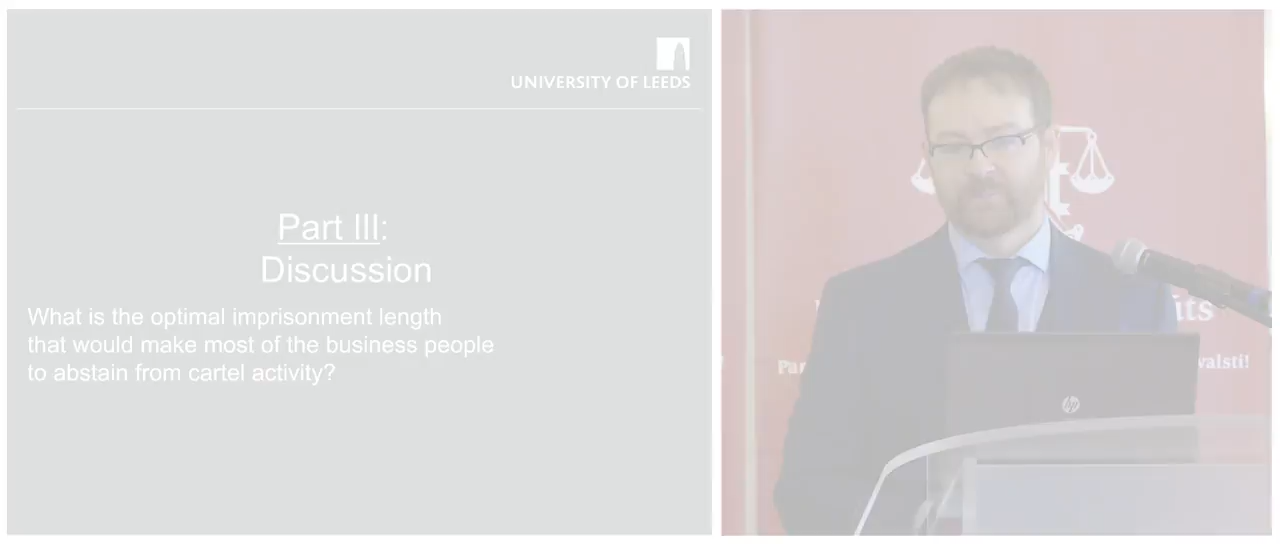 UNIVERSITY OF LEEDS
Part III:
Discussion
What is the optimal imprisonment length
that would make most of the business people
to abstain from cartel activity?
hp
valsti!